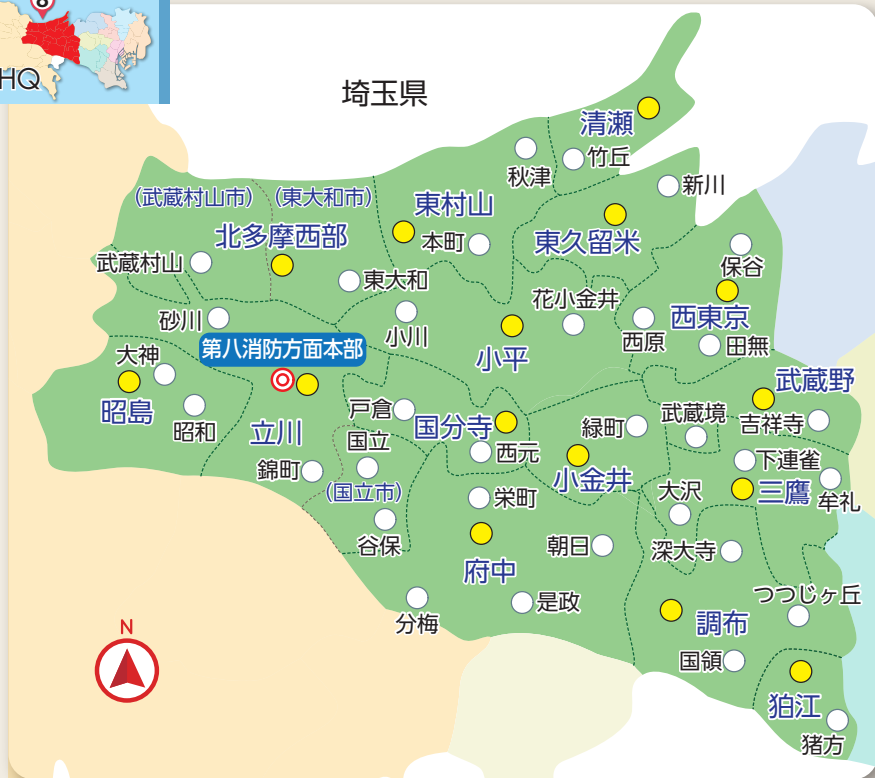 8
HQ
埼玉県
清瀬
竹丘
秋津
新川
(武蔵村山市)
(東大和市)
東村山
北多摩西部
本町
東久留米
武蔵村山
東大和
保谷
花小金井
砂川
小川
西東京
西原
田無
第八消防方面本部
小平
大神
昭島
昭和
立川
戸倉
国分寺
国立
西元
緑町
武蔵境
武蔵野
吉祥寺
錦町
(国立市)
小金井
下連雀
三鷹
牟礼
大沢
栄町
谷保
朝日
深大寺
府中
分梅
是政
つつじヶ丘
調布
国領
狛江
猪方
N